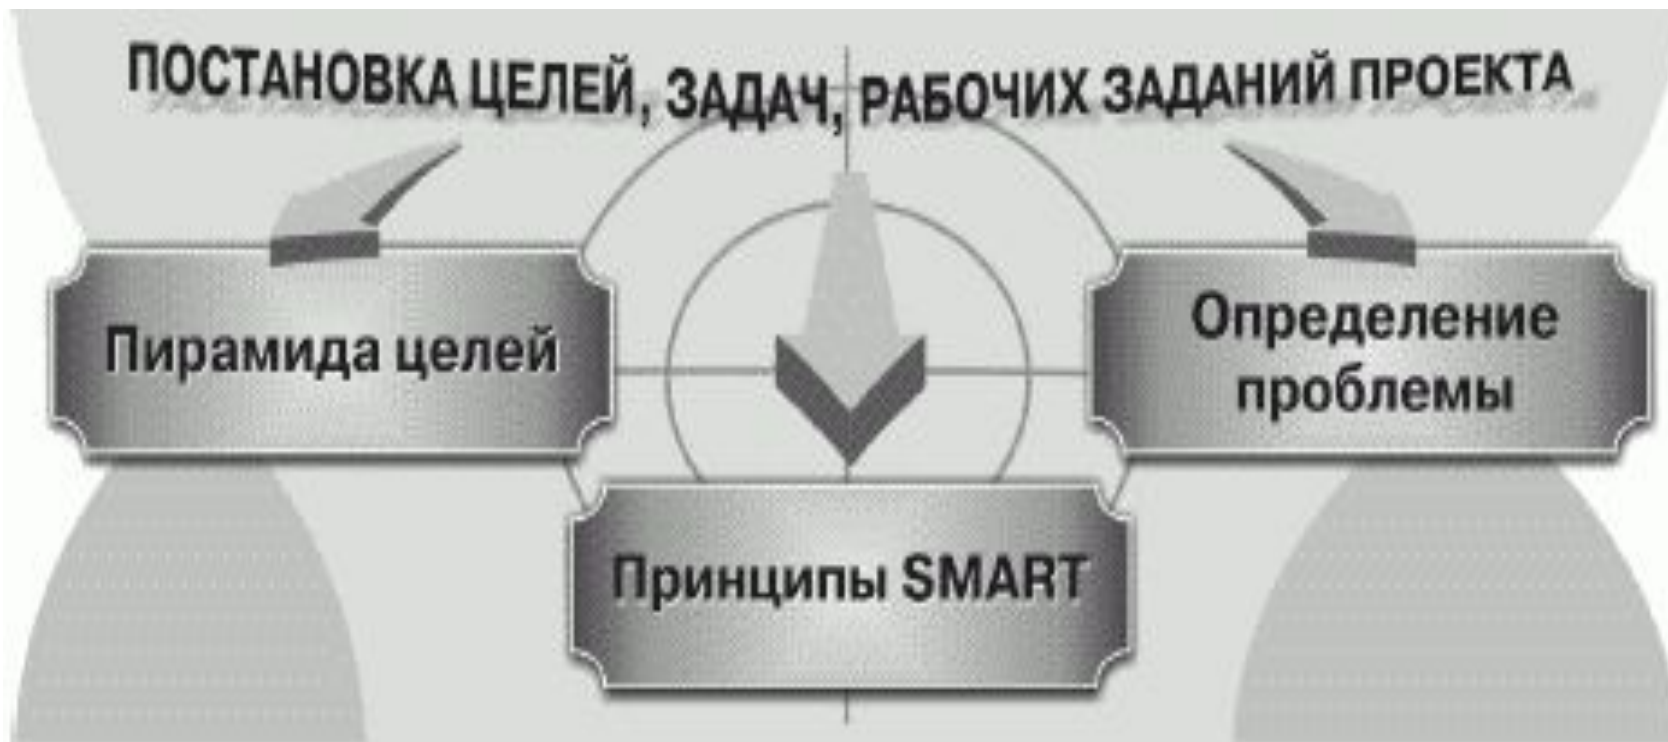 ПОСТАНОВКА ЦЕЛЕЙ, ЗАДАЧ, РАБОЧИХ ЗАДАНИЙ ПРОЕКТА
Пирамида целей
Определение
проблемы
Принципы SMART